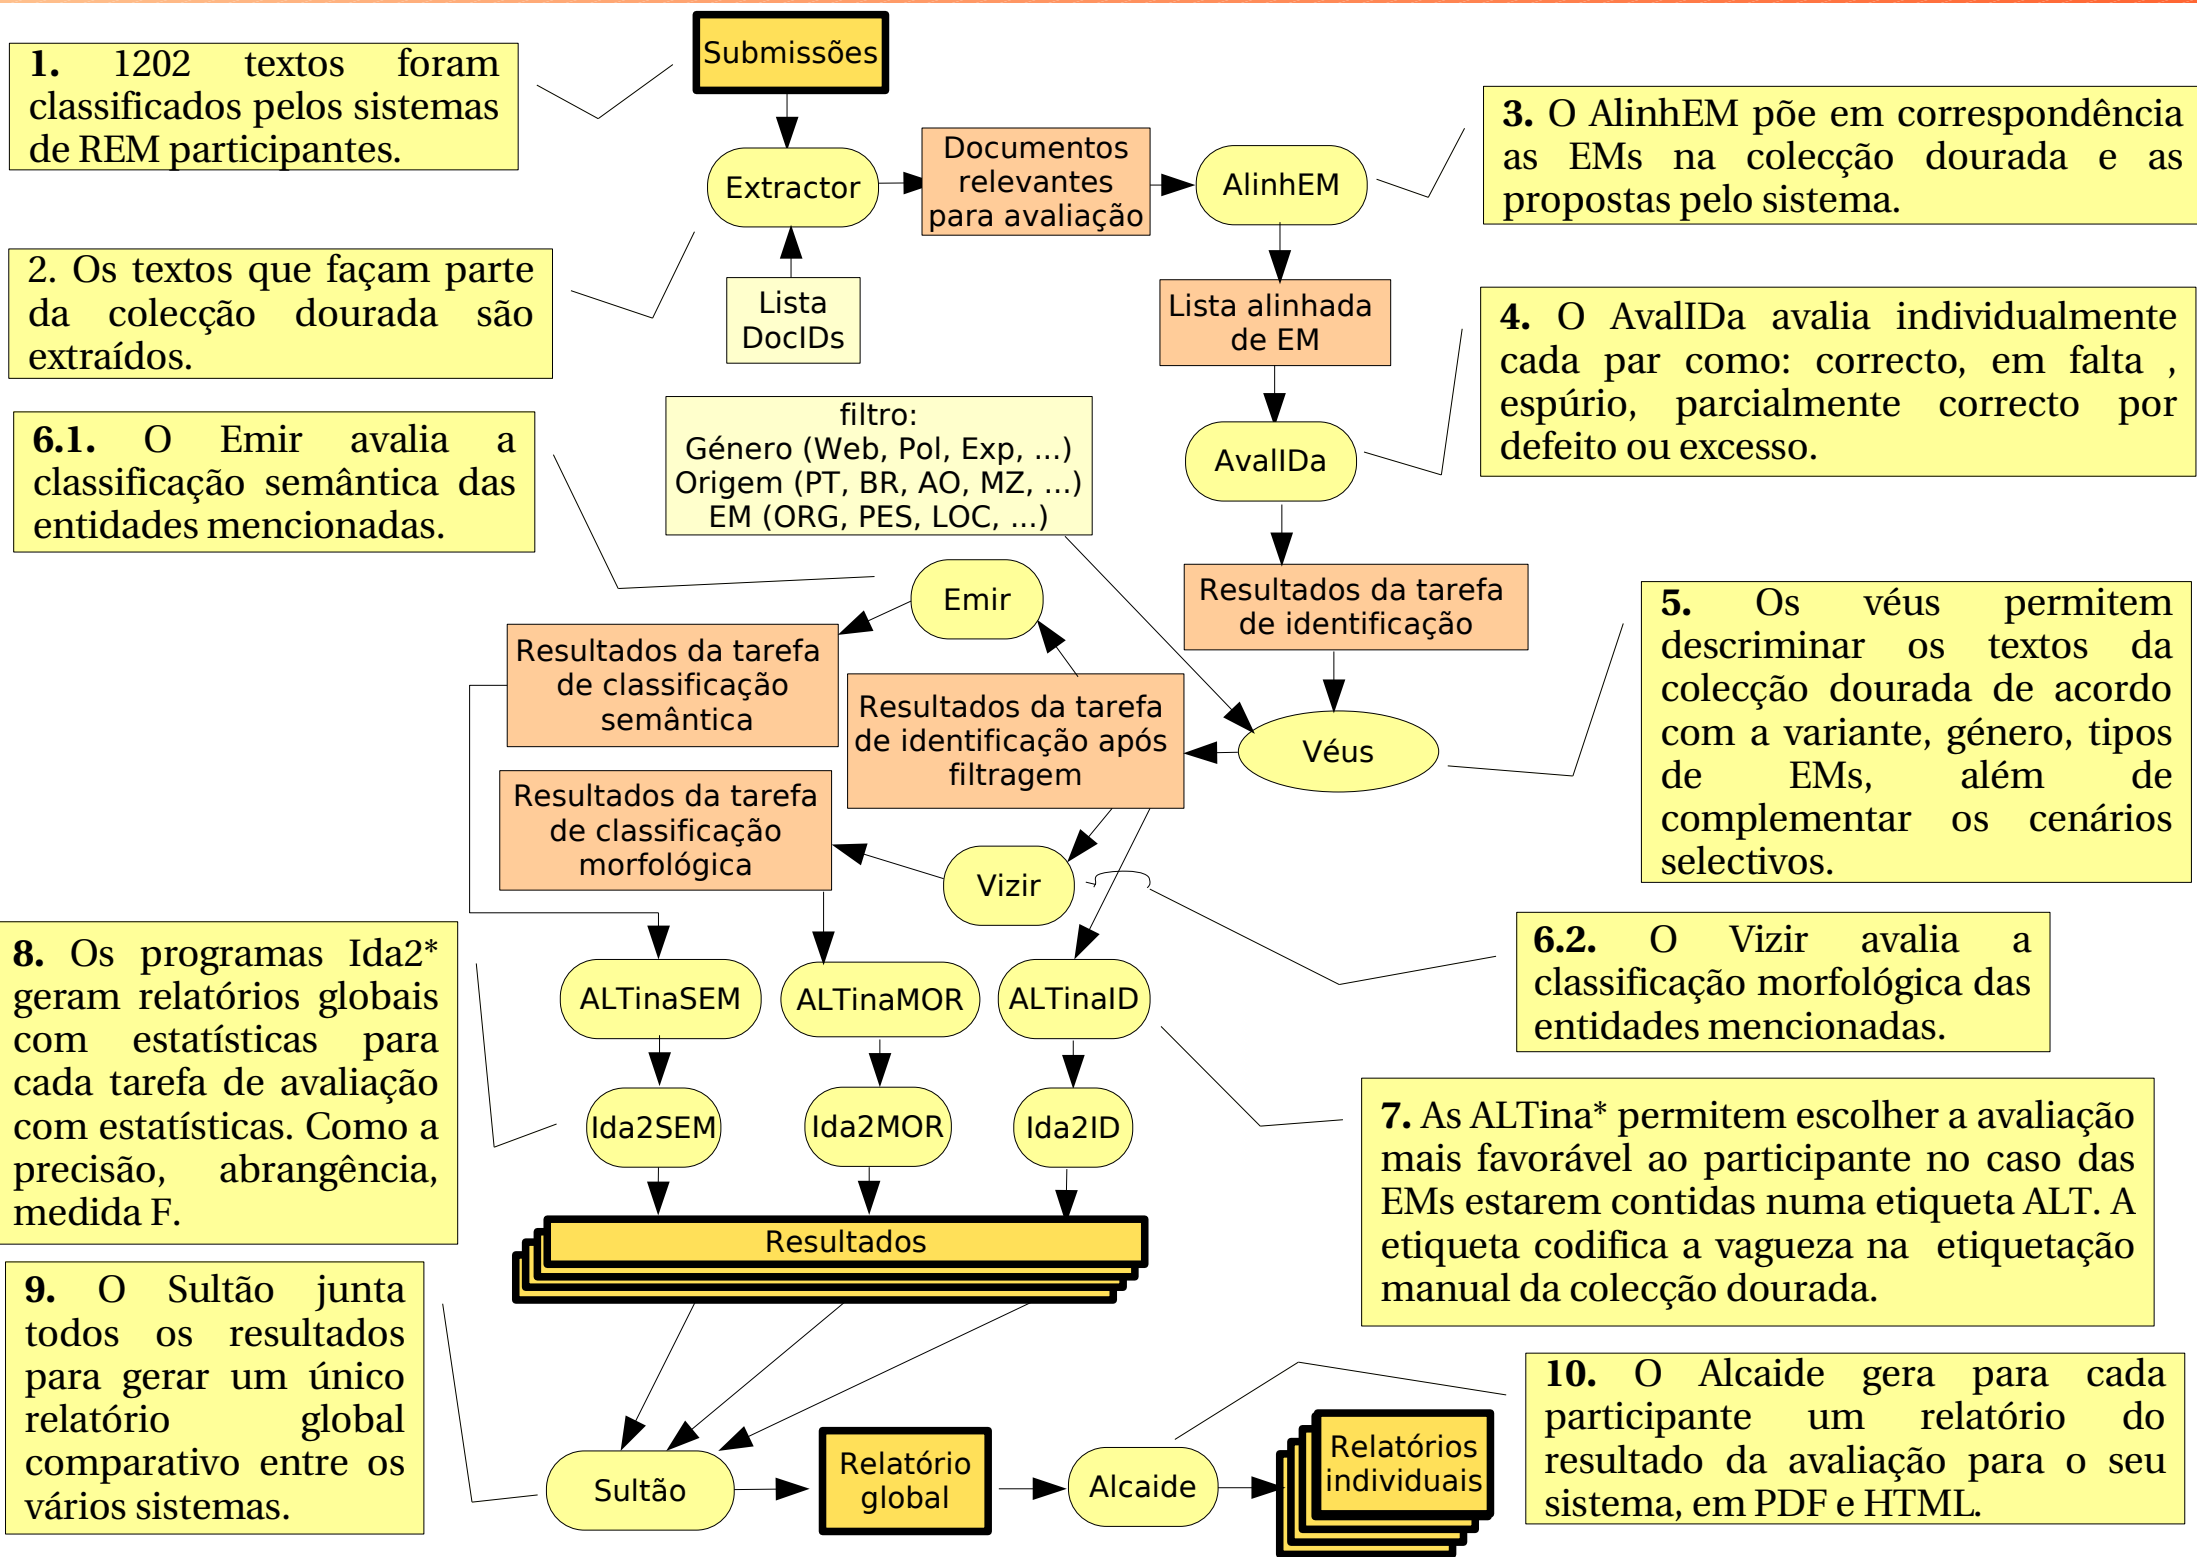 Submissões
1. 1202 textos foram
classificados pelos sistemas
de REM participantes.
Extractor
Documentos
relevantes
para avaliação
AlinhEM
3. O AlinhEM põe em correspondência
as EMs na colecção dourada e as
propostas pelo sistema.
2. Os textos que façam parte
da colecção dourada são
extraídos.
Lista
DocIDs
Lista alinhada
de EM
4. O AvalIDa avalia individualmente
cada par como: correcto, em falta ,
espúrio, parcialmente correcto por
defeito ou excesso.
6.1. O Emir avalia a
classificação semântica das
entidades mencionadas.
filtro:
Género (Web, Pol, Exp, ...)
Origem (PT, BR, AO, MZ, ...)
EM (ORG, PES, LOC, ...)
AvalIDa
Emir
Resultados da tarefa
de identificação
5. Os véus permitem
descriminar os textos da
colecção dourada de acordo
com a variante, género, tipos
de EMs, além de
complementar os cenários
selectivos.
Resultados da tarefa
de classificação
semântica
Resultados da tarefa
de identificação após
filtragem
Véus
Resultados da tarefa
de classificação
morfológica
Vizir
8. Os programas Ida2*
geram relatórios globais
com estatísticas para
cada tarefa de avaliação
com estatísticas. Como a
precisão, abrangência,
medida F.
ALTinaSEM
ALTinaMOR
ALTinaID
6.2. O Vizir avalia a
classificação morfológica das
entidades mencionadas.
Ida2SEM
Ida2MOR
Ida2ID
7. As ALTina* permitem escolher a avaliação
mais favorável ao participante no caso das
EMs estarem contidas numa etiqueta ALT. A
etiqueta codifica a vagueza na etiquetação
manual da colecção dourada.
Resultados
9. O Sultão junta
todos os resultados
para gerar um único
relatório global
comparativo entre os
vários sistemas.
Sultão
Relatório
global
Alcaide
Relatórios
individuais
10. O Alcaide gera para cada
participante um relatório do
resultado da avaliação para o seu
sistema, em PDF e HTML.